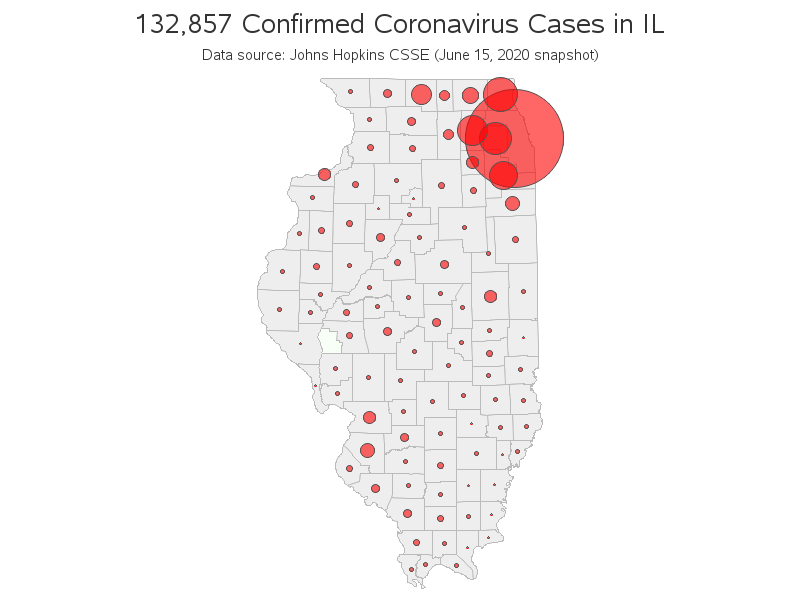 132,857 Confirmed Coronavirus Cases in IL
Data source: Johns Hopkins CSSE (June 15, 2020 snapshot)